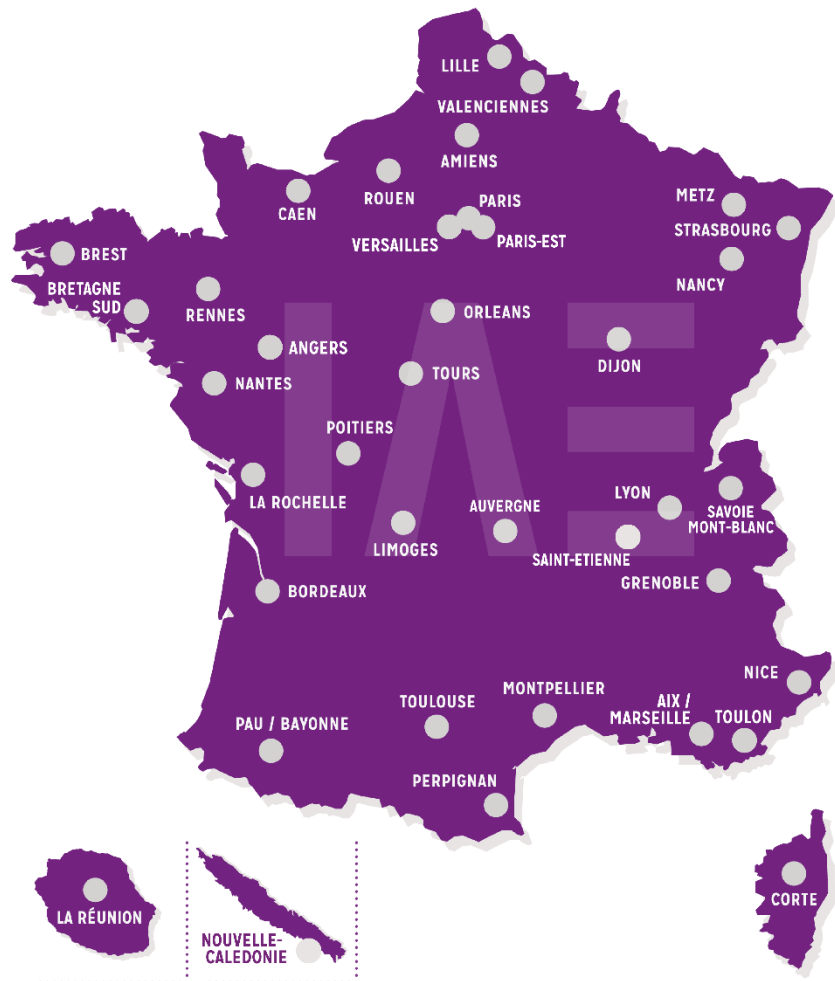 LILLE
VALENCIENNES
AMIENS
ROUEN
CAEN
PARIS
VERSAILLES
PARIS-EST
METZ
STRASBOURG
NANCY
BREST
BRETAGNE
SUD
RENNES
ORLEANS
ANGERS
DIJON
TOURS
NANTES
POITIERS
LA ROCHELLE
LIMOGES
AUVERGNE
LYON
SAVOIE
MONT-BLANC
SAINT-ETIENNE
GRENOBLE
BORDEAUX
IAE
NICE
AIX /
MARSEILLE
TOULON
MONTPELLIER
TOULOUSE
PAU / BAYONNE
PERPIGNAN
LA RÉUNION
NOUVELLE-
CALEDONIE
CORTE